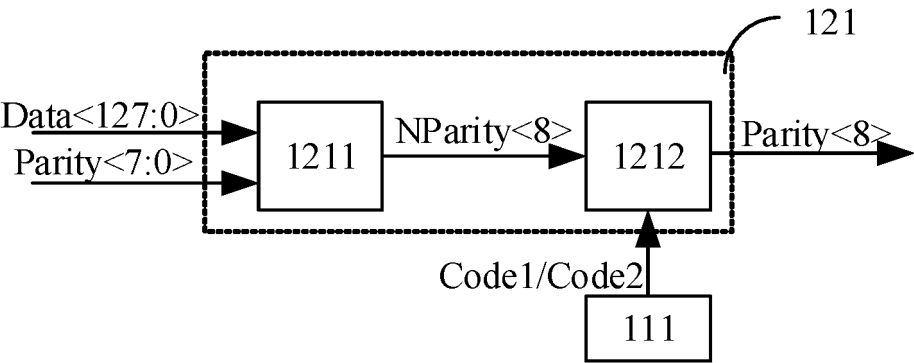 121
Data<127:0>
NParity<8>
Parity<8>
1211
1212
Parity<7:0>
Code1/Code2
111